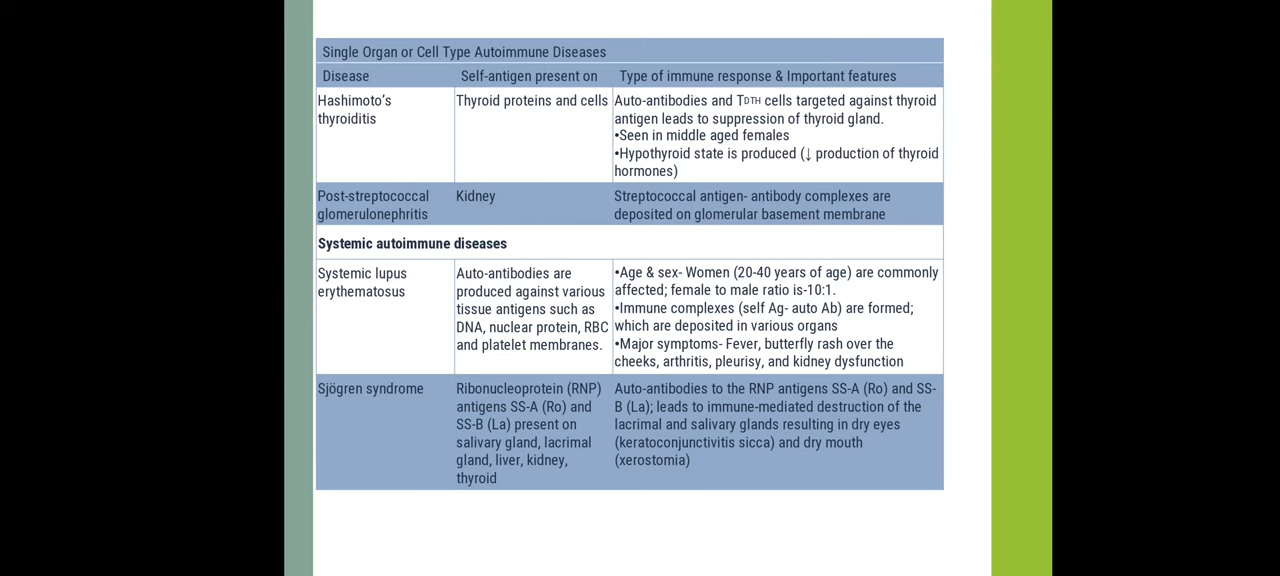 Single Organ or Cell Type Autoimmune Diseases
Disease
Self-antigen present on
Type of immune response & Important features
Hashimoto's
thyroiditis
Thyroid proteins and cells
Auto-antibodies and TDTH cells targeted against thyroid
antigen leads to suppression of thyroid gland.
•Seen in middle aged females
•Hypothyroid state is produced (↓ production of thyroid
hormones)
Post-streptococcal
glomerulonephritis
Kidney
Streptococcal antigen- antibody complexes are
deposited on glomerular basement membrane
Systemic autoimmune diseases
Systemic lupus
erythematosus
Auto-antibodies are
produced against various
tissue antigens such as
DNA, nuclear protein, RBC
and platelet membranes.
•Age & sex- Women (20-40 years of age) are commonly
affected; female to male ratio is-10:1.
•Immune complexes (self Ag- auto Ab) are formed;
which are deposited in various organs
•Major symptoms- Fever, butterfly rash over the
cheeks, arthritis, pleurisy, and kidney dysfunction
Sjögren syndrome
Ribonucleoprotein (RNP)
antigens SS-A (Ro) and
SS-B (La) present on
salivary gland, lacrimal
gland, liver, kidney,
thyroid
Auto-antibodies to the RNP antigens SS-A (Ro) and SS-
B (La); leads to immune-mediated destruction of the
lacrimal and salivary glands resulting in dry eyes
(keratoconjunctivitis sicca) and dry mouth
(xerostomia)